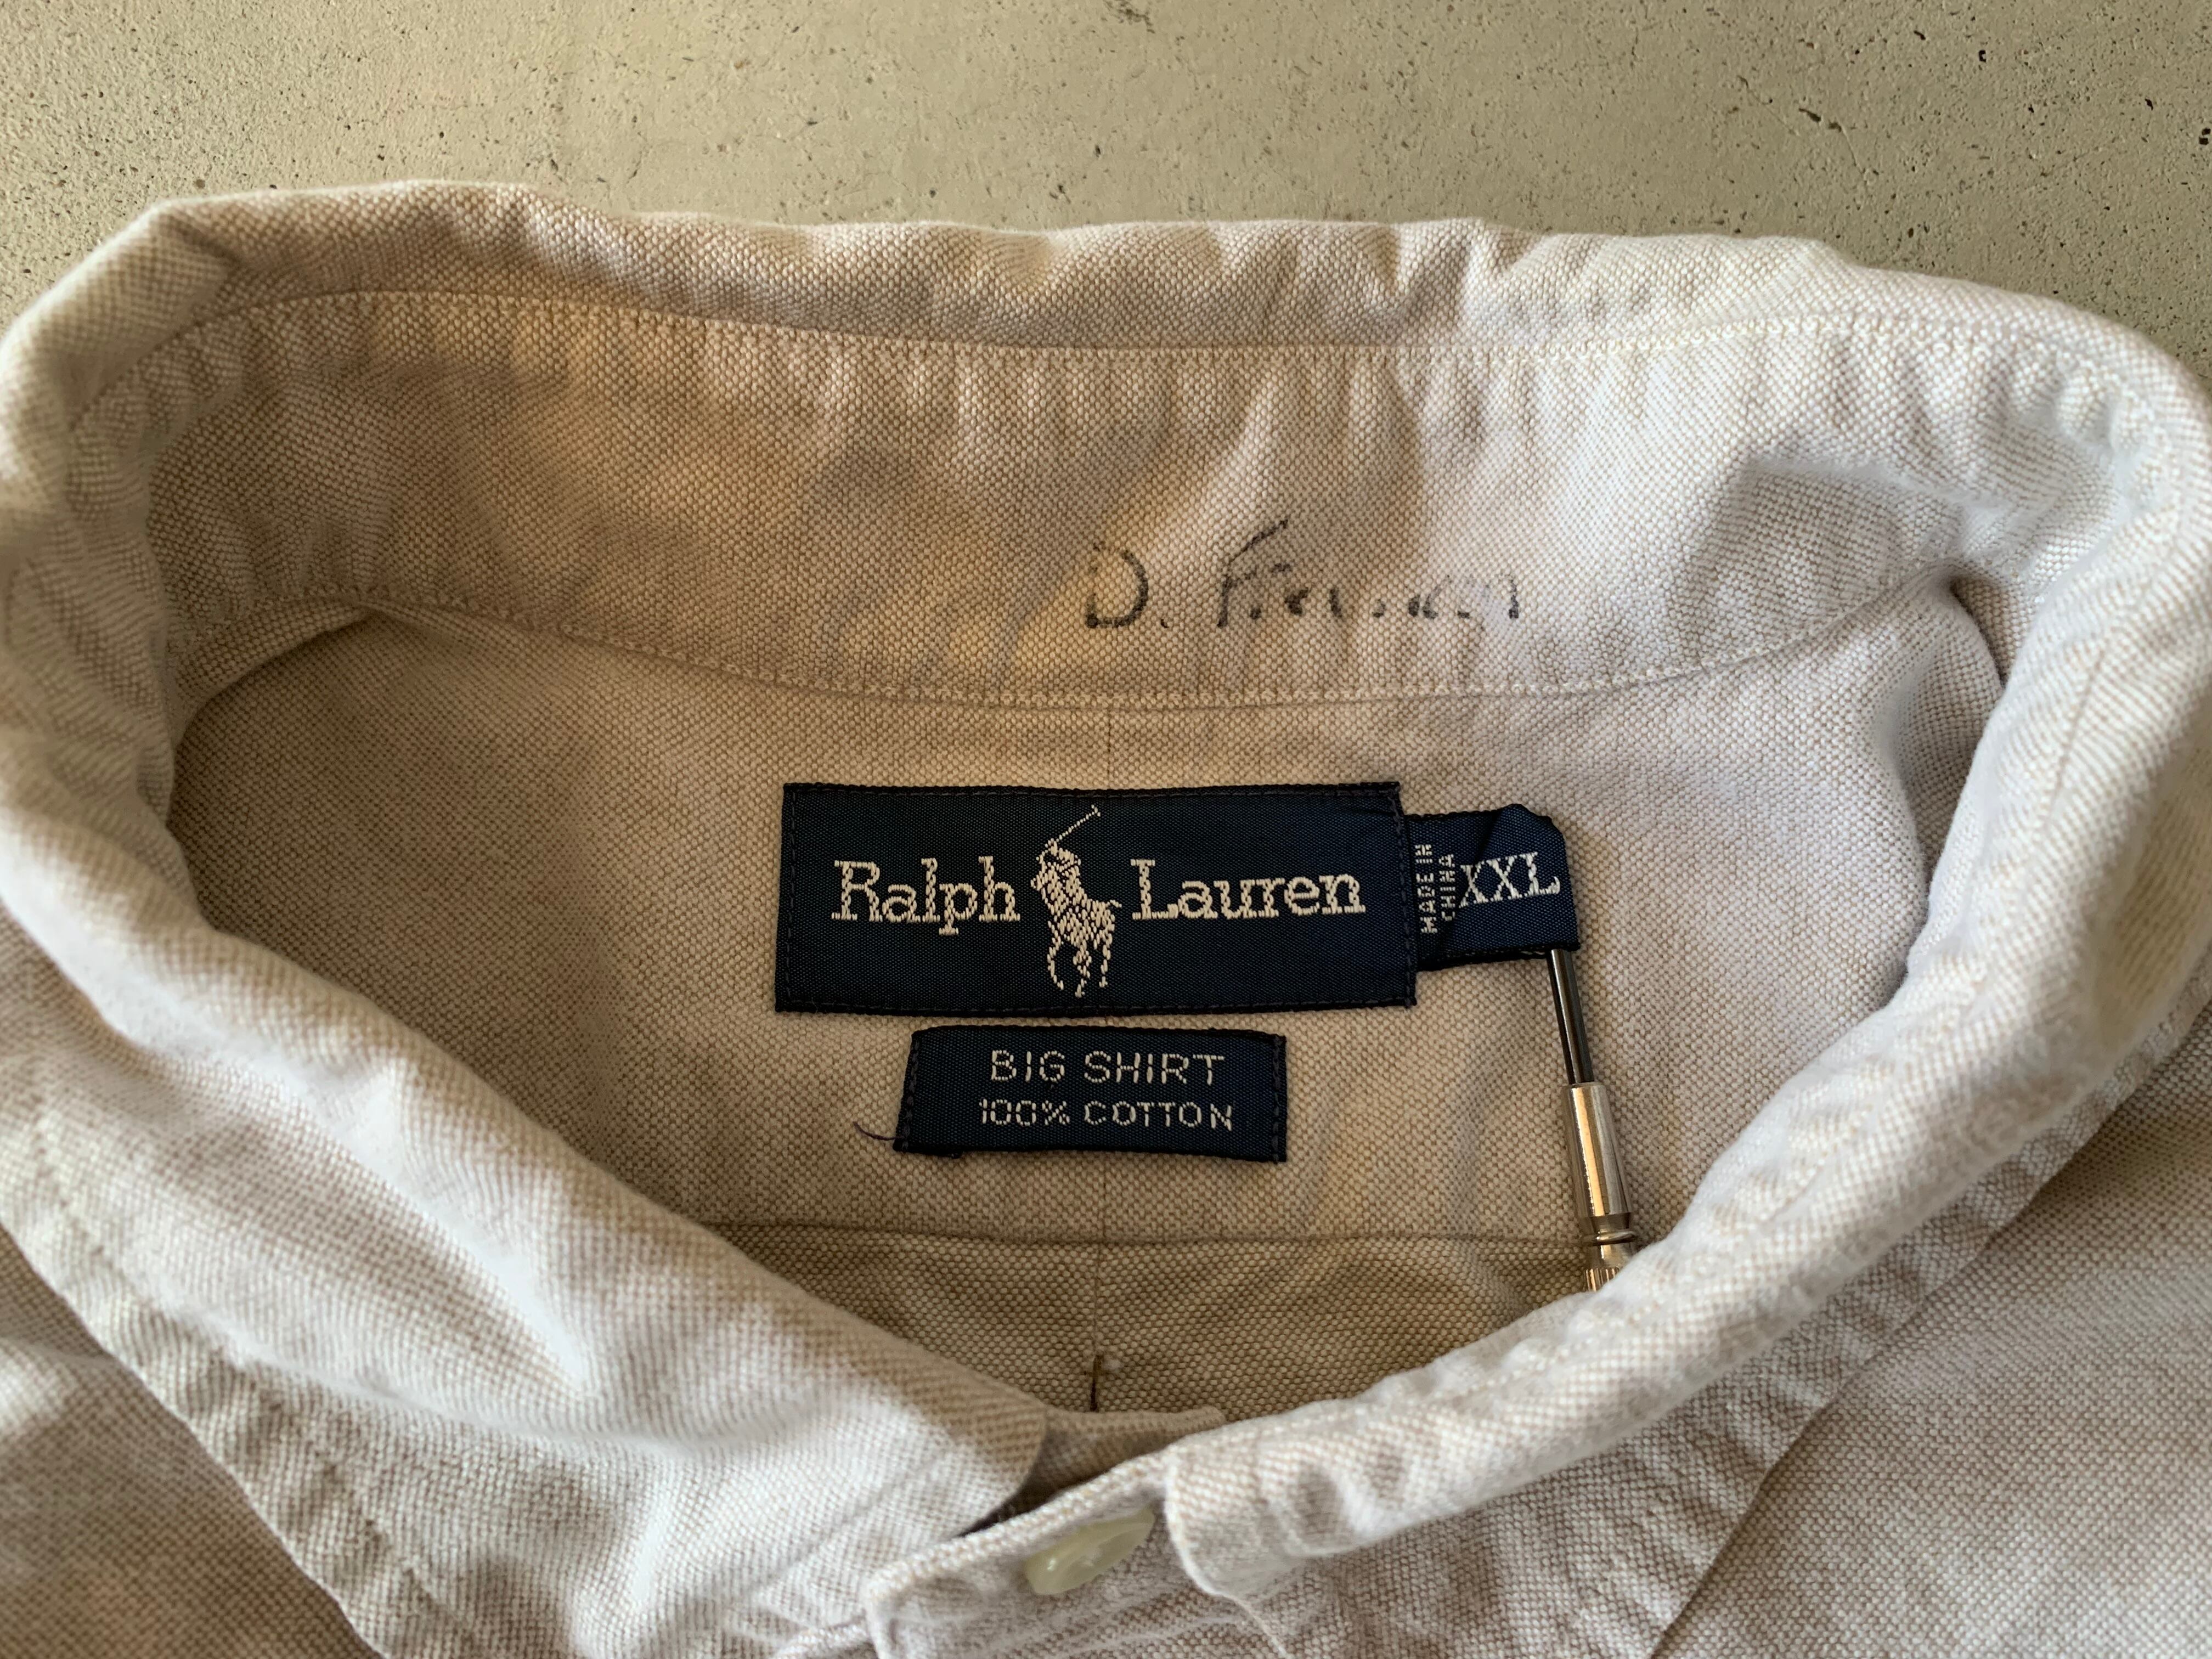 D.
Ralph Lauren
MADE IN
CHINA
XXL
BIG SHIRT
100% COTTON